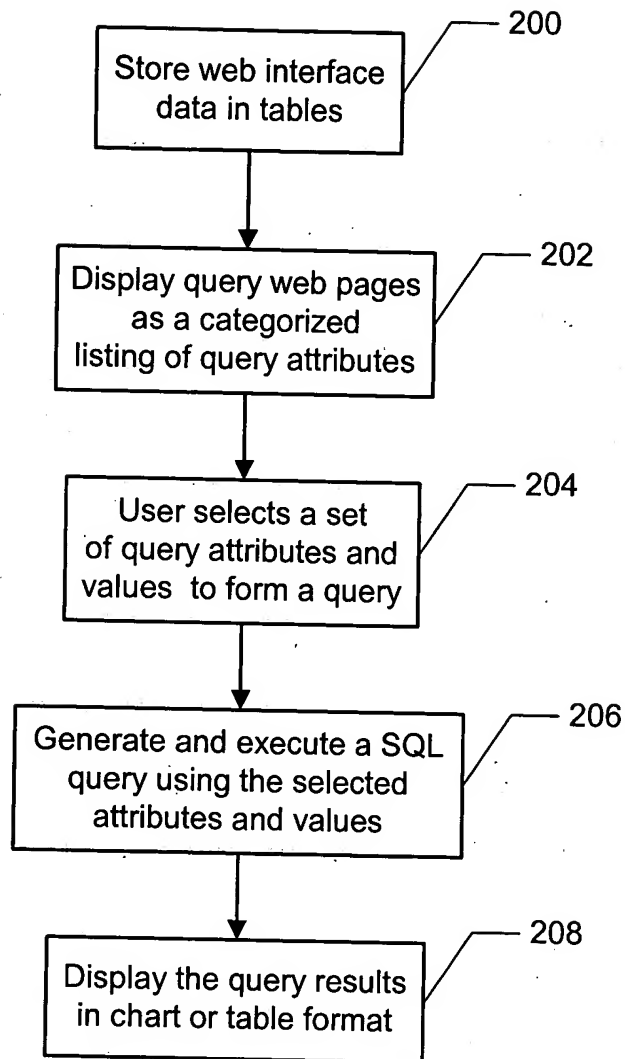 200
Store web interface
data in tables
202
Display query web pages
as a categorized
listing of query attributes
204
User selects a set
of query attributes and
values to form a query
206
Generate and execute a SQL
query using the selected
attributes and values
208
Display the query results
in chart or table format